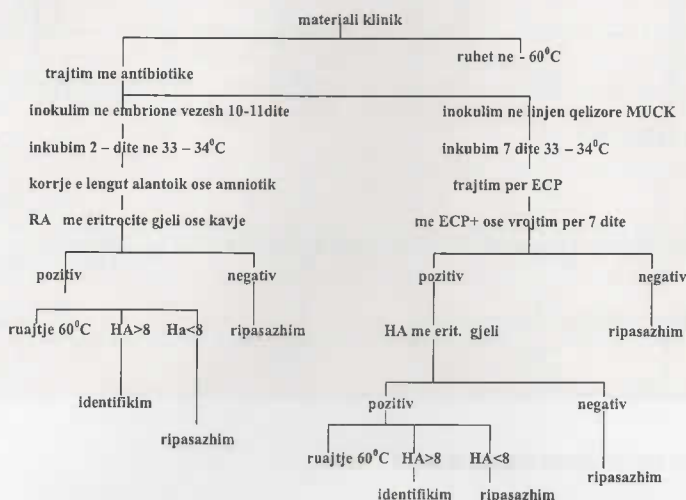 materjali klinik
ruhet ne - 60⁰C
trajtim me antibiotike
inokulim ne embrione vezesh 10-11dite
inokulim ne linjen qelizore MUCK
inkubim 2 – dite ne 33 – 34⁰C
inkubim 7 dite 33 – 34⁰C
korrje e lengut alantoik ose amniotik
trajtim per ECP
RA me eritrocite gjeli ose kavje
me ECP+ ose vrojtim per 7 dite
pozitiv negativ pozitiv negativ
ruajtje 60⁰C HA>8 Ha<8 ripasazhim HA me erit. gjeli ripasazhim
identifikim
pozitiv negativ
ripasazhim
ruajtje 60⁰C HA>8 HA<8
ripasazhim
identifikim ripasazhim